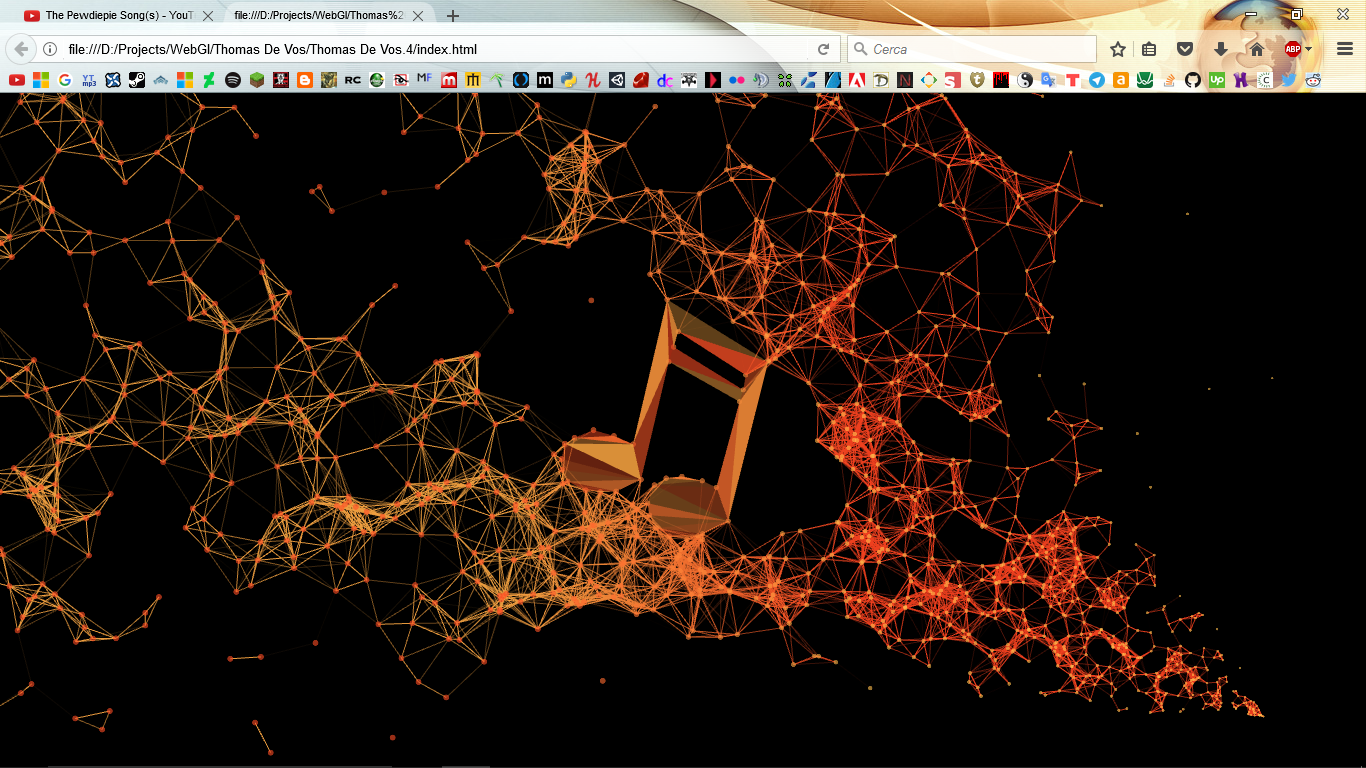 The Pewdiepie Song(s) - YouT
file:///D:/Projects/WebGl/Thomas%2
file:///D:/Projects/WebGl/Thomas De Vos/Thomas De Vos.4/index.html
Cerca
ABP
YT mp3
RC
MF
m
m
dc
N
S
T
a
UP
C